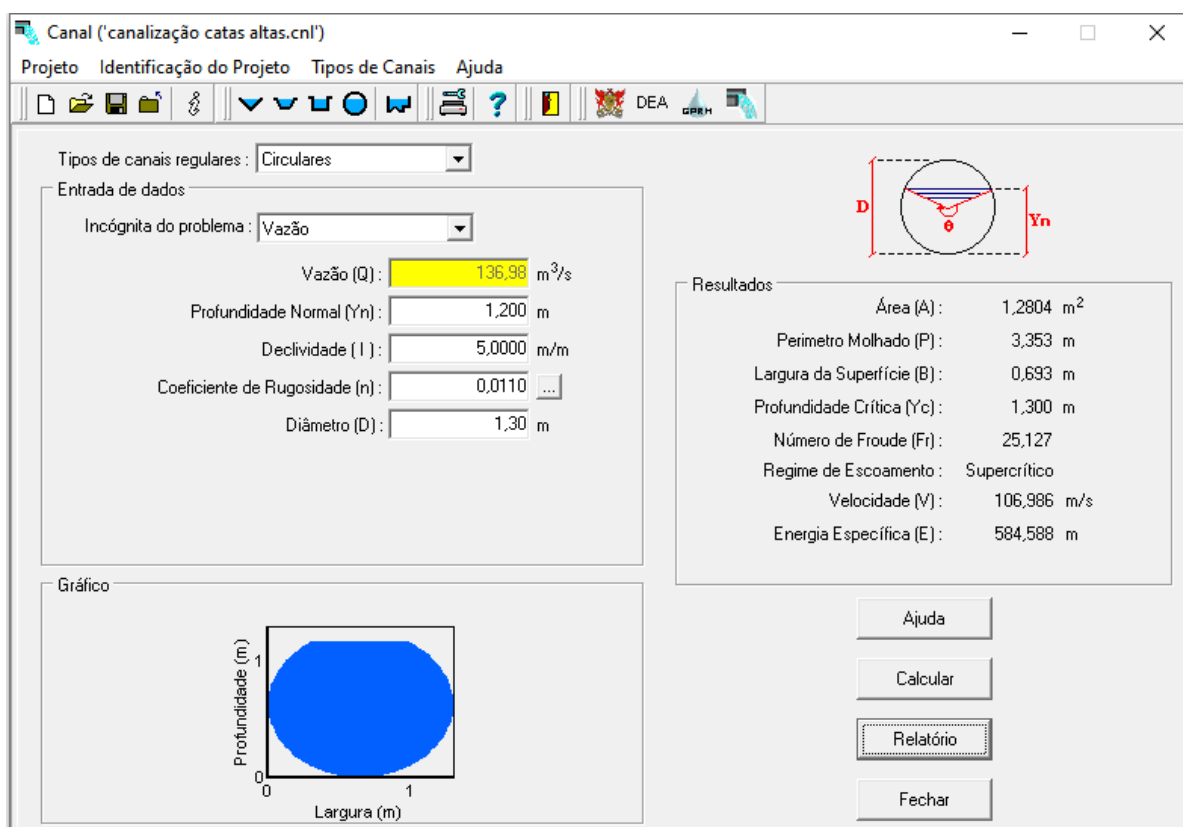 Canal ('canalização catas altas.cnl')
Projeto Identificação do Projeto Tipos de Canais Ajuda
DEA GPRH
Tipos de canais regulares : Circulares
Entrada de dados
Incógnita do problema : Vazão
Vazão (Q) : 136,98 m³/s
Profundidade Normal (Yn) : 1,200 m
Declividade ( I ) : 5,0000 m/m
Coeficiente de Rugosidade (n) : 0,0110 ...
Diâmetro (D) : 1,30 m
D θ Yn
Resultados
Área (A) : 1,2804 m²
Perimetro Molhado (P) : 3,353 m
Largura da Superfície (B) : 0,693 m
Profundidade Crítica (Yc) : 1,300 m
Número de Froude (Fr) : 25,127
Regime de Escoamento : Supercrítico
Velocidade (V) : 106,986 m/s
Energia Específica (E) : 584,588 m
Gráfico
Profundidade (m)
1
0
0 1
Largura (m)
Ajuda
Calcular
Relatório
Fechar